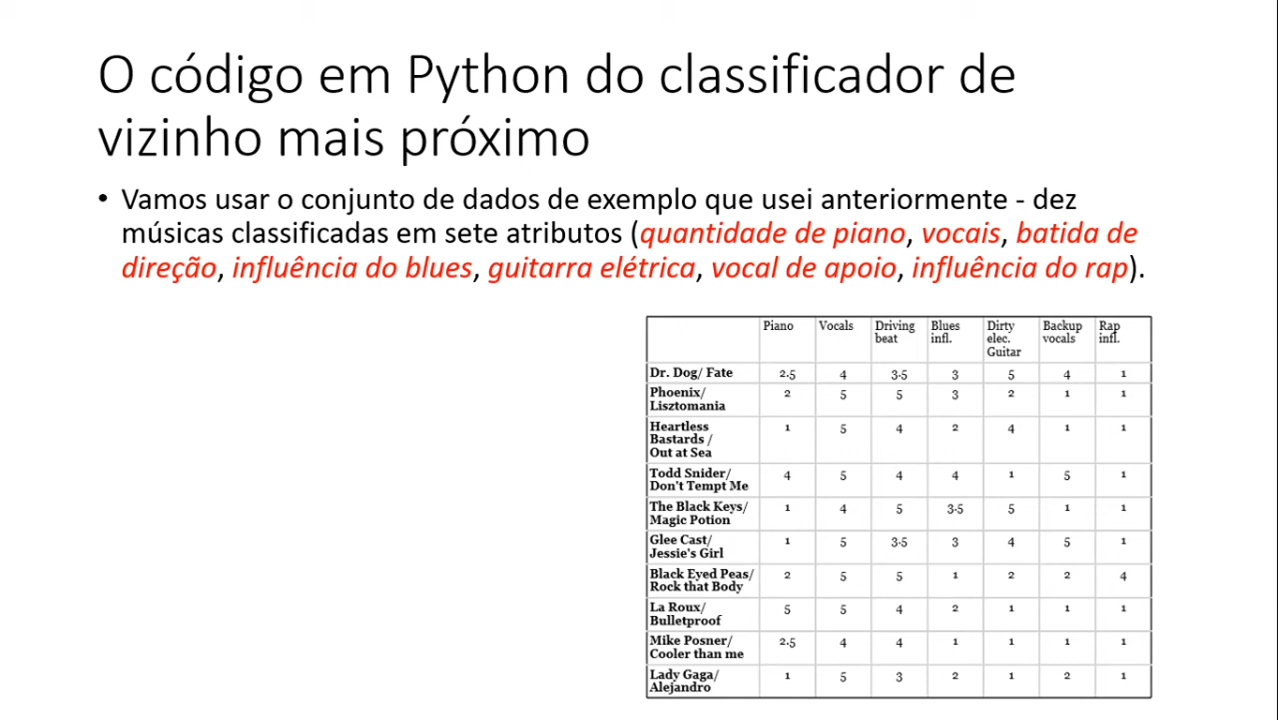 O código em Python do classificador de
vizinho mais próximo
• Vamos usar o conjunto de dados de exemplo que usei anteriormente - dez
músicas classificadas em sete atributos (quantidade de piano, vocais, batida de
direção, influência do blues, guitarra elétrica, vocal de apoio, influência do rap).
Piano Vocals Driving beat Blues infl. Dirty elec. Guitar Backup vocals Rap infl.
Dr. Dog/ Fate 2.5 4 3.5 3 5 4 1
Phoenix/ Lisztomania 2 5 5 3 2 1 1
Heartless Bastards / Out at Sea 1 5 4 2 4 1 1
Todd Snider/ Don't Tempt Me 4 5 4 4 1 5 1
The Black Keys/ Magic Potion 1 4 5 3.5 5 1 1
Glee Cast/ Jessie's Girl 1 5 3.5 3 4 5 1
Black Eyed Peas/ Rock that Body 2 5 5 1 2 2 4
La Roux/ Bulletproof 5 5 4 2 1 1 1
Mike Posner/ Cooler than me 2.5 4 4 1 1 1 1
Lady Gaga/ Alejandro 1 5 3 2 1 2 1